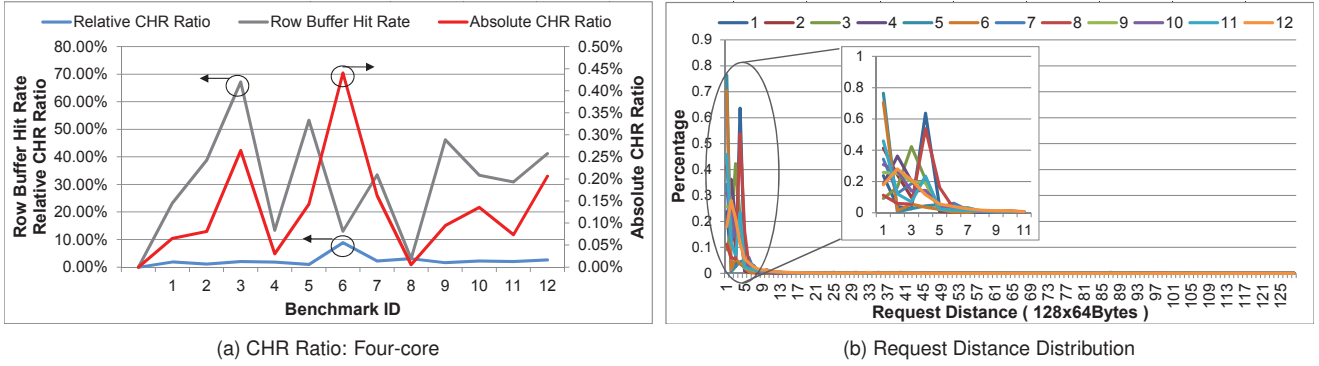 Relative CHR Ratio Row Buffer Hit Rate Absolute CHR Ratio
80.00%
70.00%
60.00%
50.00%
40.00%
30.00%
20.00%
10.00%
0.00%
Row Buffer Hit Rate
Relative CHR Ratio
0.50%
0.45%
0.40%
0.35%
0.30%
0.25%
0.20%
0.15%
0.10%
0.05%
0.00%
Absolute CHR Ratio
1 2 3 4 5 6 7 8 9 10 11 12
Benchmark ID
(a) CHR Ratio: Four-core
1 2 3 4 5 6 7 8 9 10 11 12
0.9
0.8
0.7
0.6
0.5
0.4
0.3
0.2
0.1
0
Percentage
1
0.8
0.6
0.4
0.2
0
1 3 5 7 9 11
1 5 9 13 17 21 25 29 33 37 41 45 49 53 57 61 65 69 73 77 81 85 89 93 97 101 105 109 113 117 121 125
Request Distance ( 128x64Bytes )
(b) Request Distance Distribution